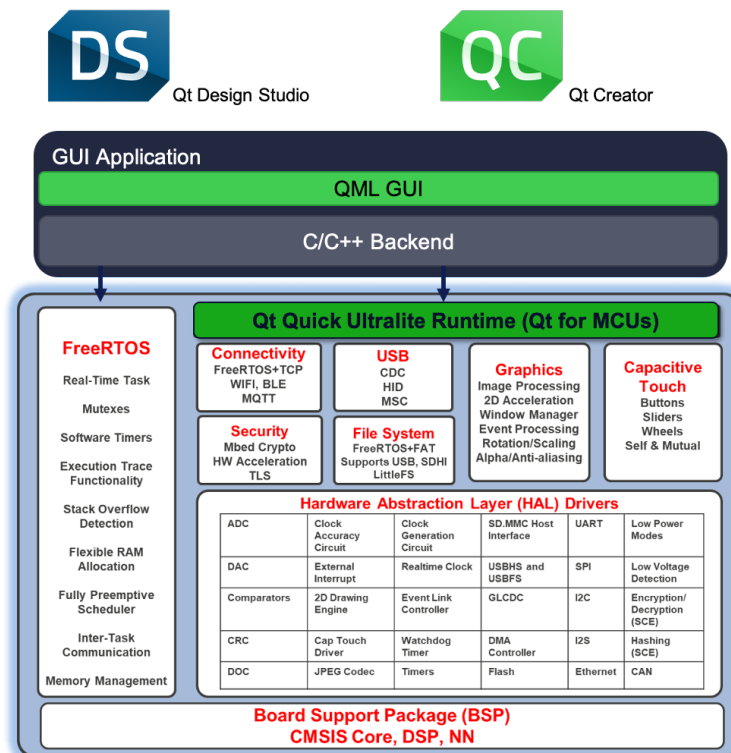 DS
Qt Design Studio
QC
Qt Creator
GUI Application
QML GUI
C/C++ Backend
FreeRTOS
Real-Time Task
Mutexes
Software Timers
Execution Trace
Functionality
Stack Overflow
Detection
Flexible RAM
Allocation
Fully Preemptive
Scheduler
Inter-Task
Communication
Memory Management
Qt Quick Ultralite Runtime (Qt for MCUs)
Connectivity
FreeRTOS+TCP
WIFI, BLE
MQTT
USB
CDC
HID
MSC
Graphics
Image Processing
2D Acceleration
Window Manager
Event Processing
Rotation/Scaling
Alpha/Anti-aliasing
Capacitive
Touch
Buttons
Sliders
Wheels
Self & Mutual
Security
Mbed Crypto
HW Acceleration
TLS
File System
FreeRTOS+FAT
Supports USB, SDHI
LittleFS
Hardware Abstraction Layer (HAL) Drivers
ADC
Clock
Accuracy
Circuit
Clock
Generation
Circuit
SD.MMC Host
Interface
UART
Low Power
Modes
DAC
External
Interrupt
Realtime Clock
USBHS and
USBFS
SPI
Low Voltage
Detection
Comparators
2D Drawing
Engine
Event Link
Controller
GLCDC
I2C
Encryption/
Decryption
(SCE)
CRC
Cap Touch
Driver
Watchdog
Timer
DMA
Controller
I2S
Hashing
(SCE)
DOC
JPEG Codec
Timers
Flash
Ethernet
CAN
Board Support Package (BSP)
CMSIS Core, DSP, NN